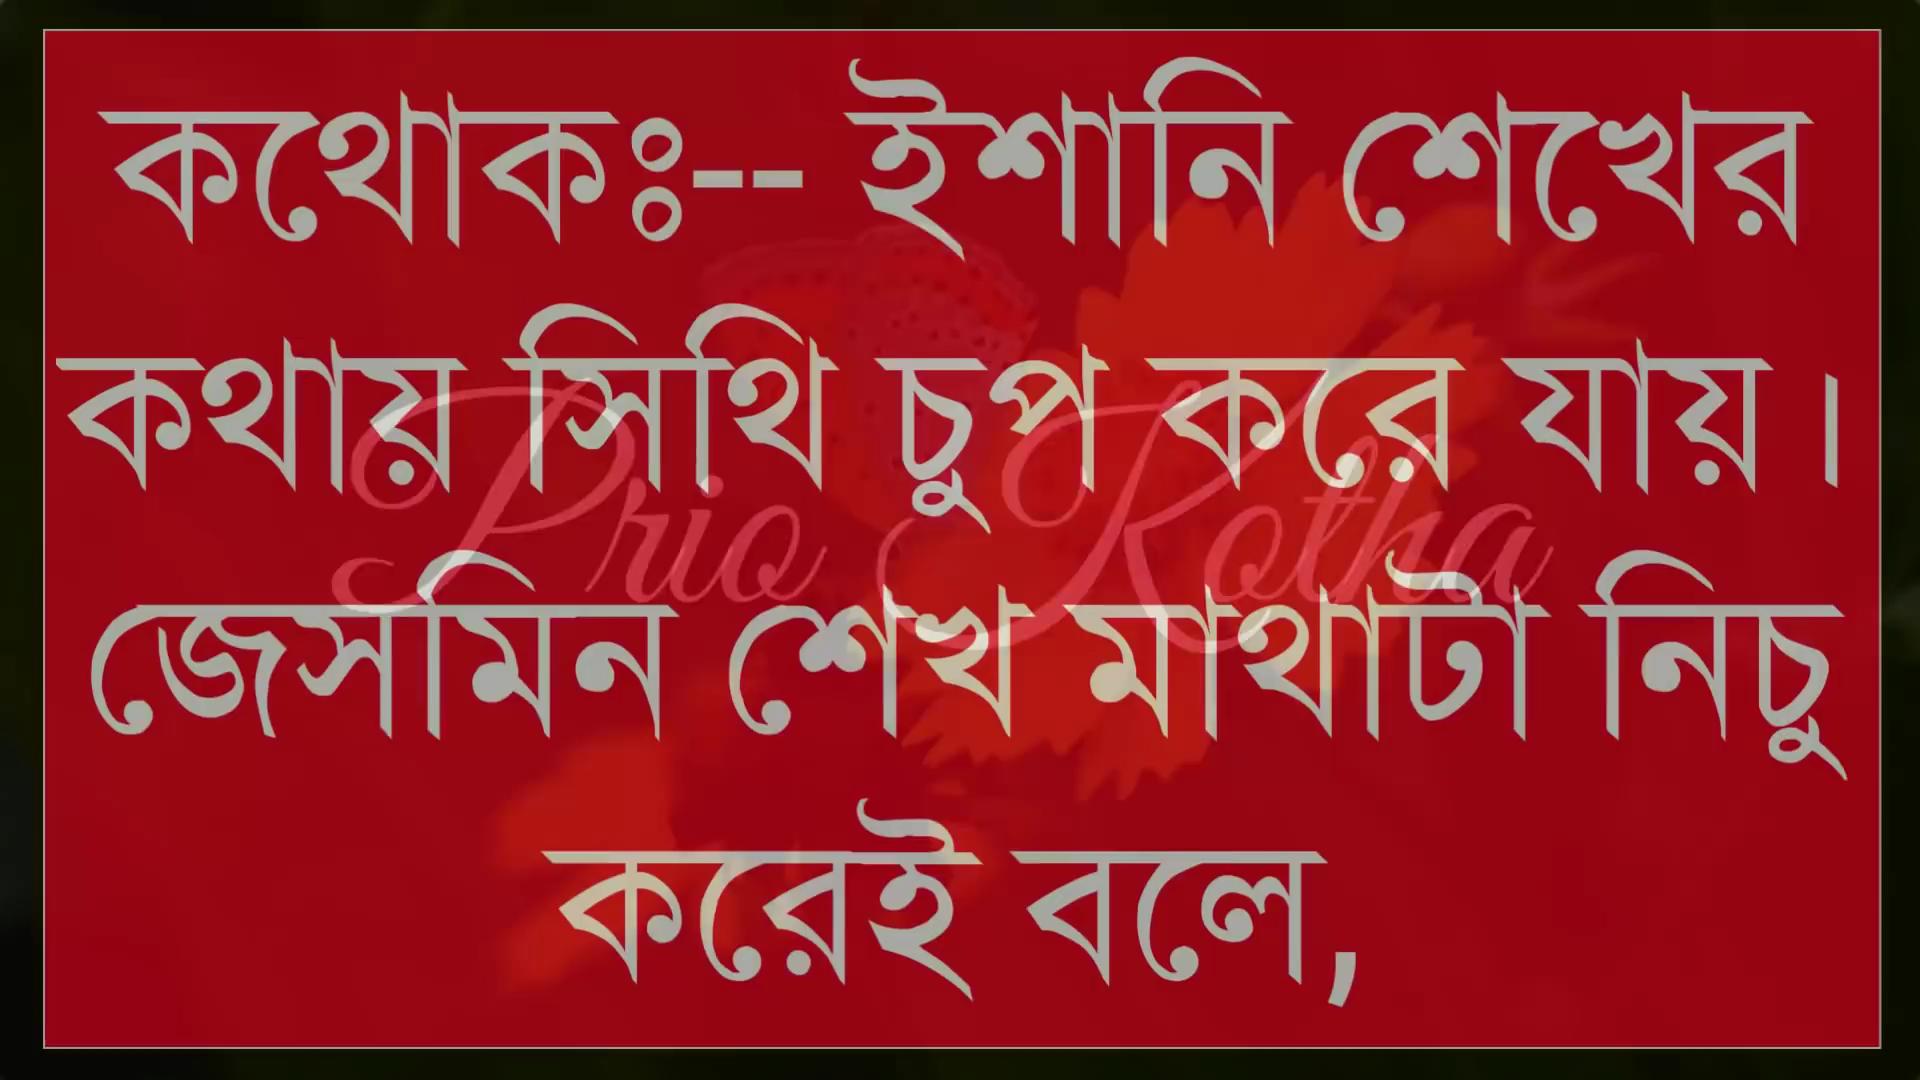 কথোকঃ-- ইশানি শেখের
কথায় সিথি চুপ করে যায়।
Prio Kotha
জেসমিন শেখ মাথাটা নিচু
করেই বলে,